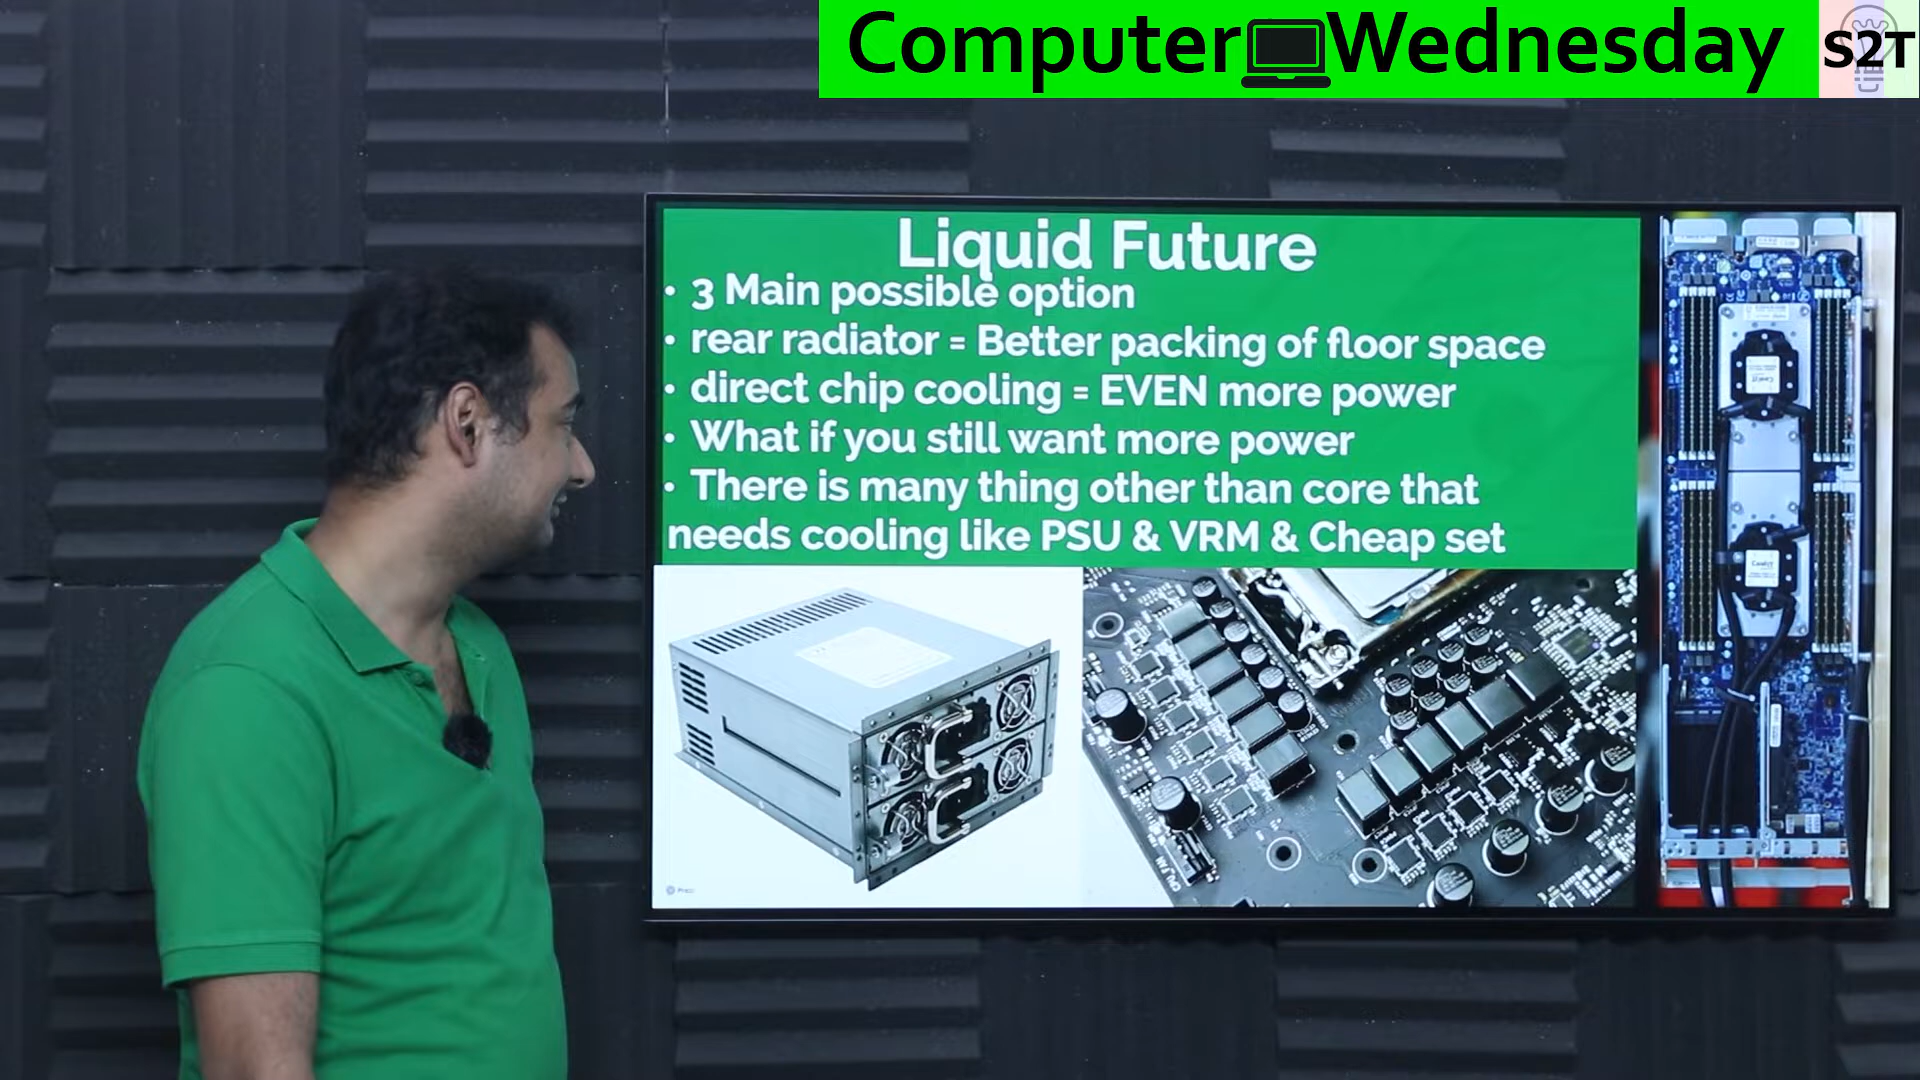 Computer Wednesday
S2T
Liquid Future
• 3 Main possible option
• rear radiator = Better packing of floor space
• direct chip cooling = EVEN more power
• What if you still want more power
• There is many thing other than core that
needs cooling like PSU & VRM & Cheap set
CoolIT
CPU_FAN